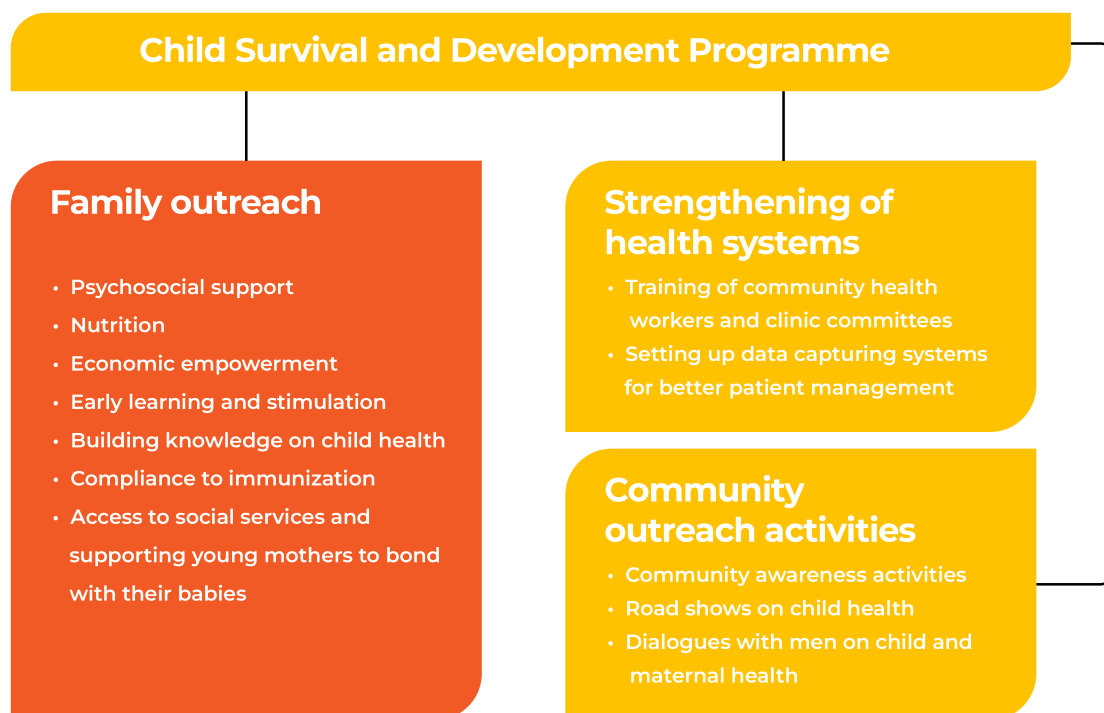 Child Survival and Development Programme
Family outreach
• Psychosocial support
• Nutrition
• Economic empowerment
• Early learning and stimulation
• Building knowledge on child health
• Compliance to immunization
• Access to social services and
supporting young mothers to bond
with their babies
Strengthening of
health systems
• Training of community health
workers and clinic committees
• Setting up data capturing systems
for better patient management
Community
outreach activities
• Community awareness activities
• Road shows on child health
• Dialogues with men on child and
maternal health